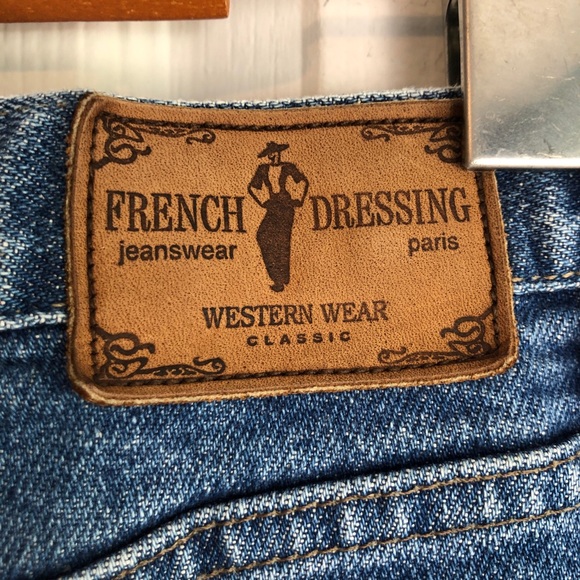 FRENCH DRESSING
jeanswear paris
WESTERN WEAR
CLASSIC